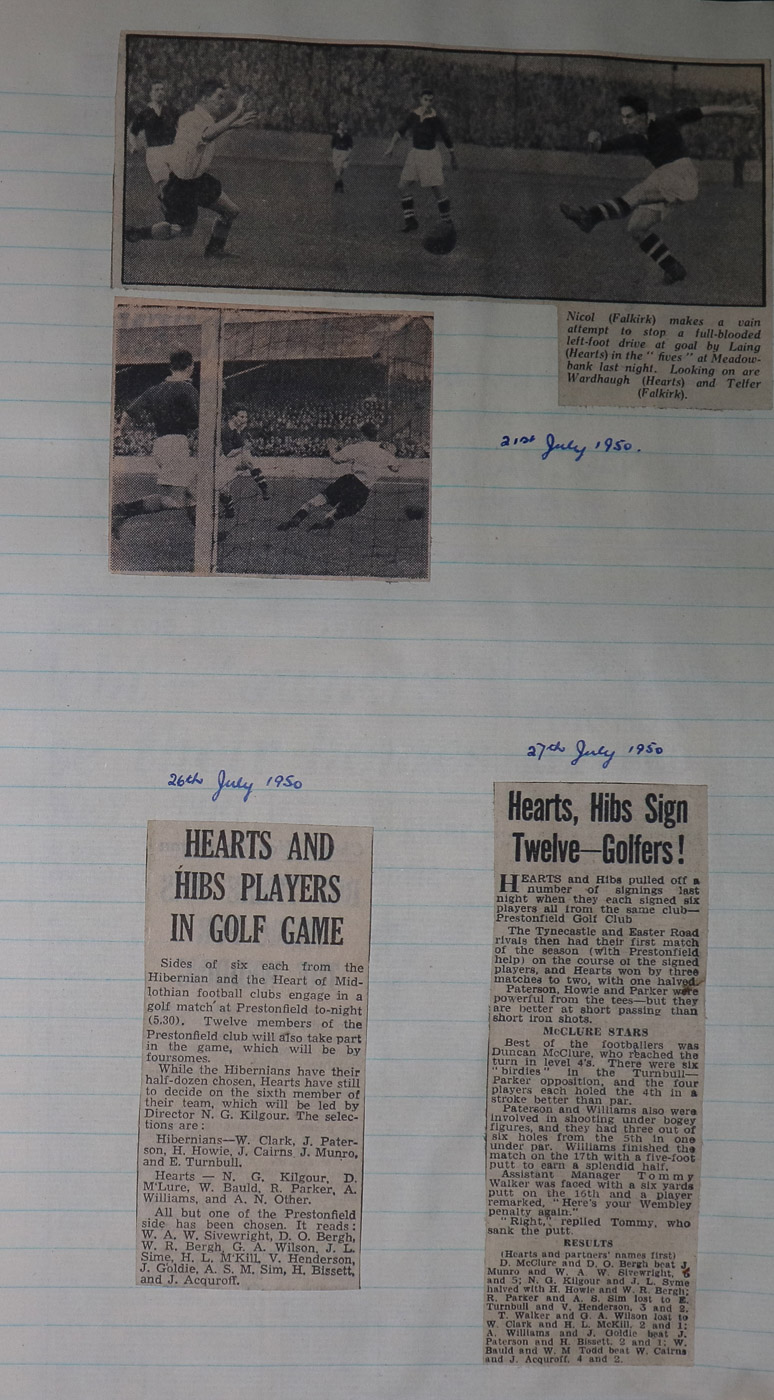 Nicol (Falkirk) makes a vain
attempt to stop a full-blooded
left-foot drive at goal by Laing
(Hearts) in the " fives " at Meadow-
bank last night. Looking on are
Wardhaugh (Hearts) and Telfer
(Falkirk).
21st July 1950.
26th July 1950
HEARTS AND
HIBS PLAYERS
IN GOLF GAME
Sides of six each from the
Hibernian and the Heart of Mid-
lothian football clubs engage in a
golf match at Prestonfield to-night
(5.30). Twelve members of the
Prestonfield club will also take part
in the game, which will be by
foursomes.
While the Hibernians have their
half-dozen chosen, Hearts have still
to decide on the sixth member of
their team, which will be led by
Director N. G. Kilgour. The selec-
tions are :
Hibernians—W. Clark, J. Pater-
son, H. Howie, J. Cairns, J. Munro,
and E. Turnbull.
Hearts — N. G. Kilgour, D.
M'Lure, W. Bauld, R. Parker, A.
Williams, and A. N. Other.
All but one of the Prestonfield
side has been chosen. It reads :
W. A. W. Sivewright, D. O. Bergh,
W. R. Bergh, G. A. Wilson, J. L.
Sime, H. L. M'Kill, V. Henderson,
J. Goldie, A. S. M. Sim, H. Bissett,
and J. Acquroff.
27th July 1950
Hearts, Hibs Sign
Twelve—Golfers!
HEARTS and Hibs pulled off a
number of signings last
night when they each signed six
players all from the same club—
Prestonfield Golf Club
The Tynecastle and Easter Road
rivals then had their first match
of the season (with Prestonfield
help) on the course of the signed
players, and Hearts won by three
matches to two, with one halved.
Paterson, Howie and Parker were
powerful from the tees—but they
are better at short passing than
short iron shots.
McCLURE STARS
Best of the footballers was
Duncan McClure, who reached the
turn in level 4's. There were six
" birdies " in the Turnbull—
Parker opposition, and the four
players each holed the 4th in a
stroke better than par.
Paterson and Williams also were
involved in shooting under bogey
figures, and they had three out of
six holes from the 5th in one
under par. Williams finished the
match on the 17th with a five-foot
putt to earn a splendid half.
Assistant Manager Tommy
Walker was faced with a six yards
putt on the 16th and a player
remarked, "Here's your Wembley
penalty again."
"Right," replied Tommy, who
sank the putt.
RESULTS
(Hearts and partners' names first)
D. McClure and D. O. Bergh beat J.
Munro and W. A. W. Sivewright, 6
and 5; N. G. Kilgour and J. L. Syme
halved with H. Howie and W. R. Bergh;
R. Parker and A. S. Sim lost to E.
Turnbull and V. Henderson, 3 and 2.
T. Walker and G. A. Wilson lost to
W. Clark and H. L. McKill, 2 and 1;
A. Williams and J. Goldie beat J.
Paterson and H. Bissett, 2 and 1; W.
Bauld and W. M Todd beat W. Cairns
and J. Acquroff, 4 and 2.